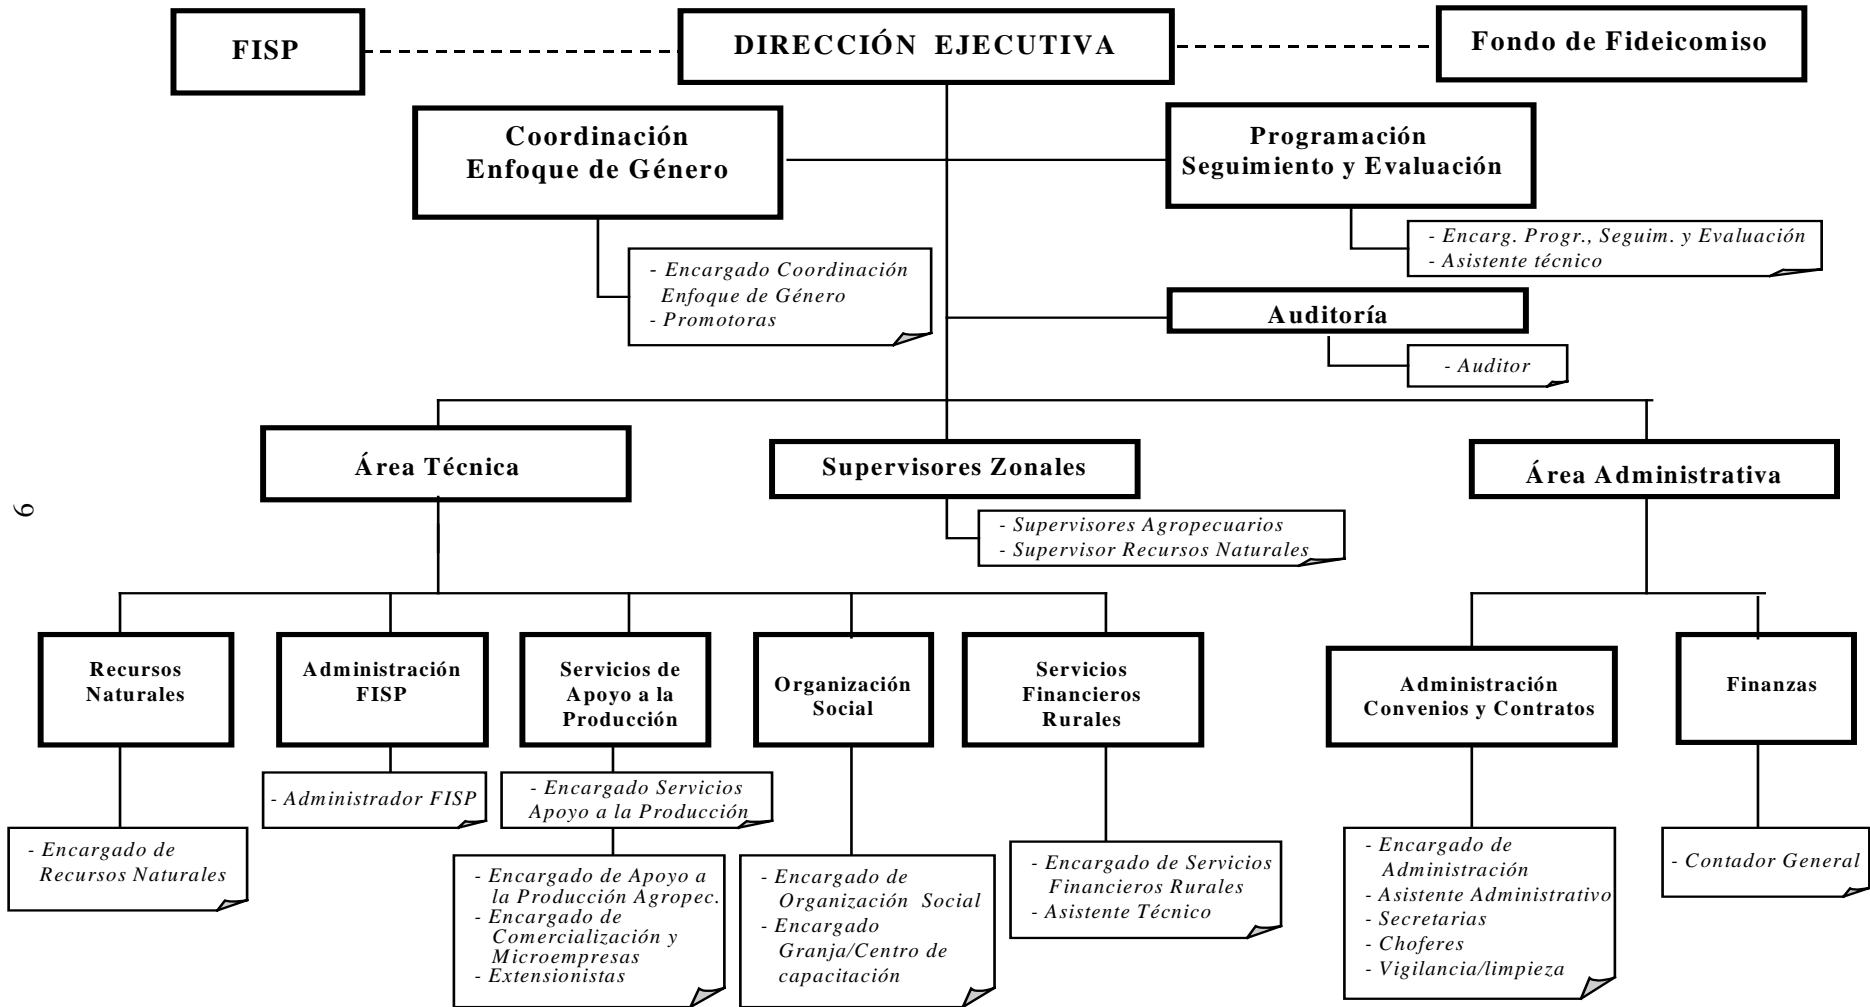 FISP
DIRECCIÓN EJECUTIVA
Fondo de Fideicomiso
Coordinación
Enfoque de Género
Programación
Seguimiento y Evaluación
- Encarg. Progr., Seguim. y Evaluación
- Asistente técnico
- Encargado Coordinación
Enfoque de Género
- Promotoras
Auditoría
- Auditor
Área Técnica
Supervisores Zonales
Área Administrativa
- Supervisores Agropecuarios
- Supervisor Recursos Naturales
9
Recursos
Naturales
Administración
FISP
Servicios de
Apoyo a la
Producción
Organización
Social
Servicios
Financieros
Rurales
Administración
Convenios y Contratos
Finanzas
- Encargado de
Recursos Naturales
- Administrador FISP
- Encargado Servicios
Apoyo a la Producción
- Encargado de Apoyo a
la Producción Agropec.
- Encargado de
Comercialización y
Microempresas
- Extensionistas
- Encargado de
Organización Social
- Encargado
Granja/Centro de
capacitación
- Encargado de Servicios
Financieros Rurales
- Asistente Técnico
- Encargado de
Administración
- Asistente Administrativo
- Secretarias
- Choferes
- Vigilancia/limpieza
- Contador General